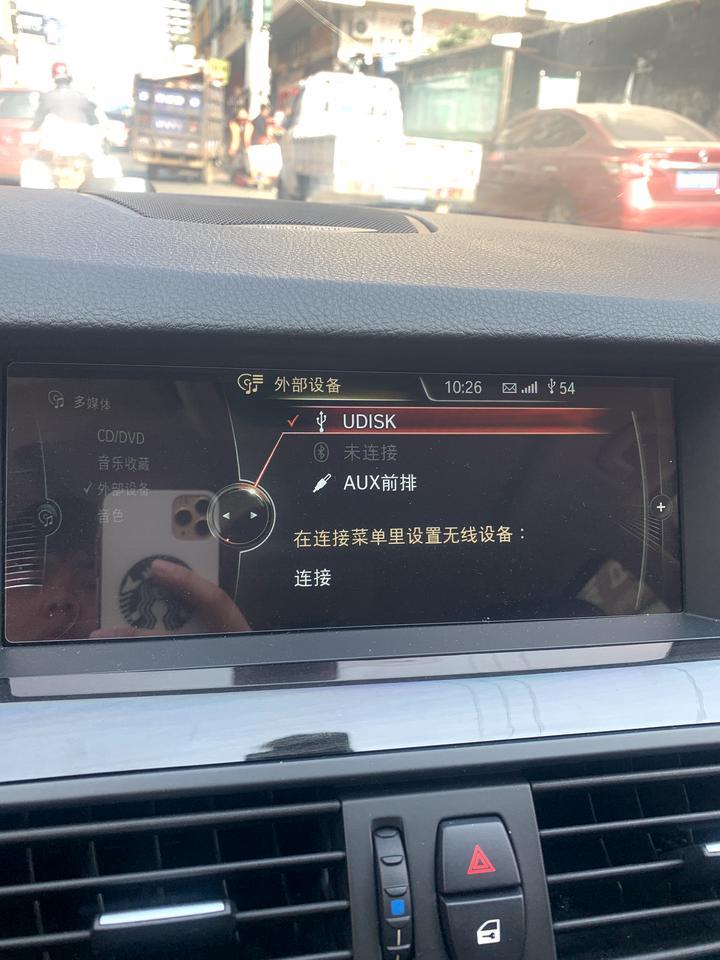 外部设备
10:26
54
多媒体
CD/DVD
音乐收藏
外部设备
音色
UDISK
未连接
AUX前排
在连接菜单里设置无线设备：
连接